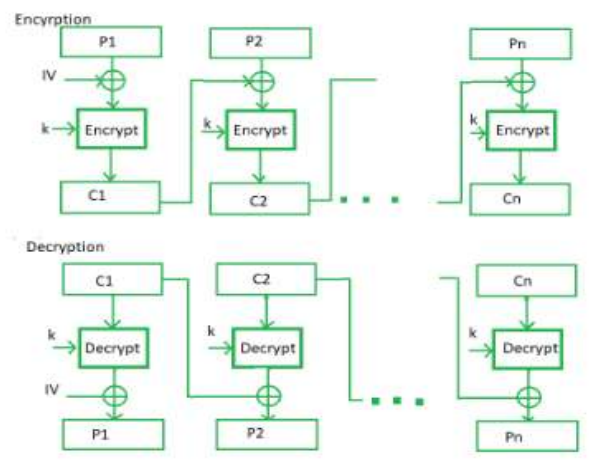 Encyrption
P1 P2 Pn
IV
k Encrypt k Encrypt k Encrypt
C1 C2 Cn
Decryption
C1 C2 Cn
k Decrypt k Decrypt k Decrypt
IV
P1 P2 Pn